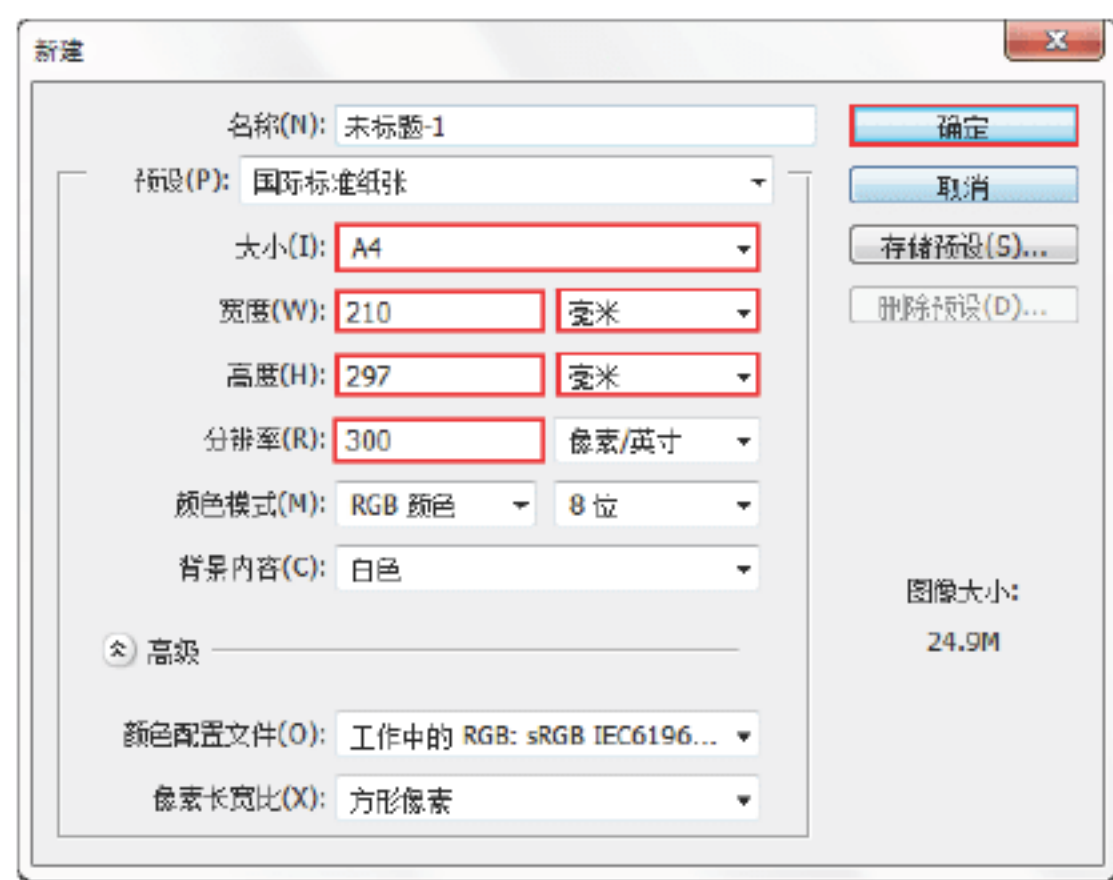 新建
名称(N): 未标题-1 确定
预设(P): 国际标准纸张 取消
大小(I): A4 存储预设(S)...
宽度(W): 210 毫米 删除预设(D)...
高度(H): 297 毫米
分辨率(R): 300 像素/英寸
颜色模式(M): RGB 颜色 8 位
背景内容(C): 白色
图像大小:
高级 24.9M
颜色配置文件(O): 工作中的 RGB: sRGB IEC6196...
像素长宽比(X): 方形像素